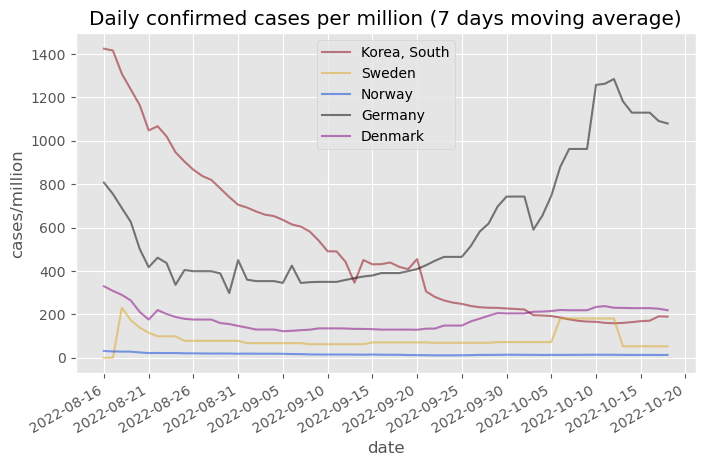 Daily confirmed cases per million (7 days moving average)
Korea, South
Sweden
Norway
Germany
Denmark
cases/million
1400
1200
1000
800
600
400
200
0
2022-08-16
2022-08-21
2022-08-26
2022-08-31
2022-09-05
2022-09-10
2022-09-15
2022-09-20
2022-09-25
2022-09-30
2022-10-05
2022-10-10
2022-10-15
2022-10-20
date